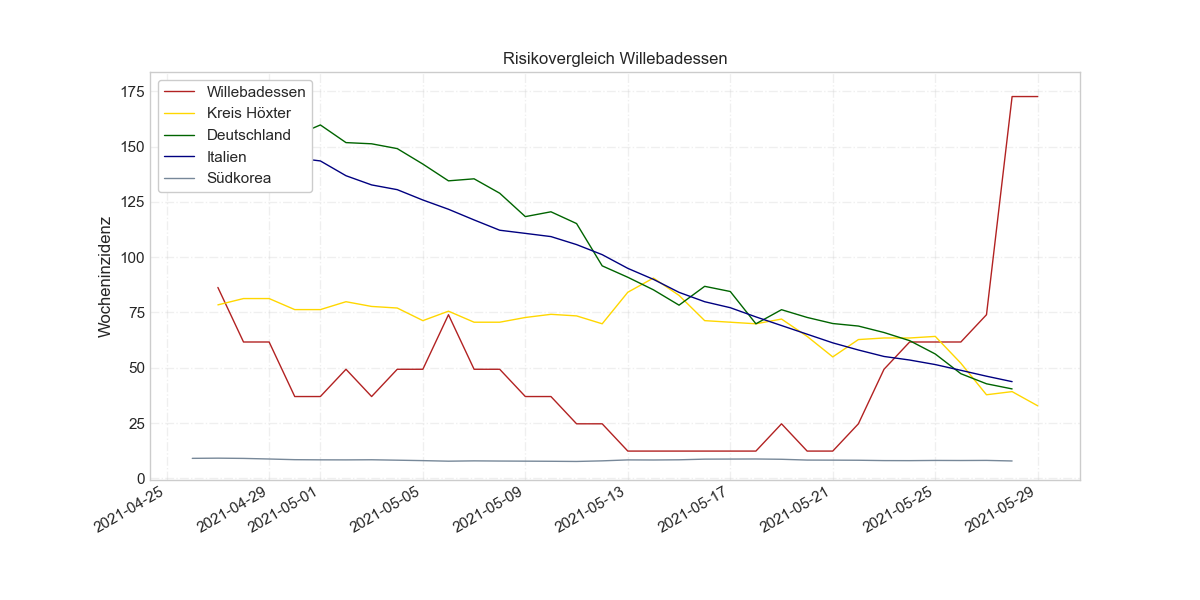 Risikovergleich Willebadessen
Wocheninzidenz
175
150
125
100
75
50
25
0
Willebadessen
Kreis Höxter
Deutschland
Italien
Südkorea
2021-04-25
2021-04-29
2021-05-01
2021-05-05
2021-05-09
2021-05-13
2021-05-17
2021-05-21
2021-05-25
2021-05-29